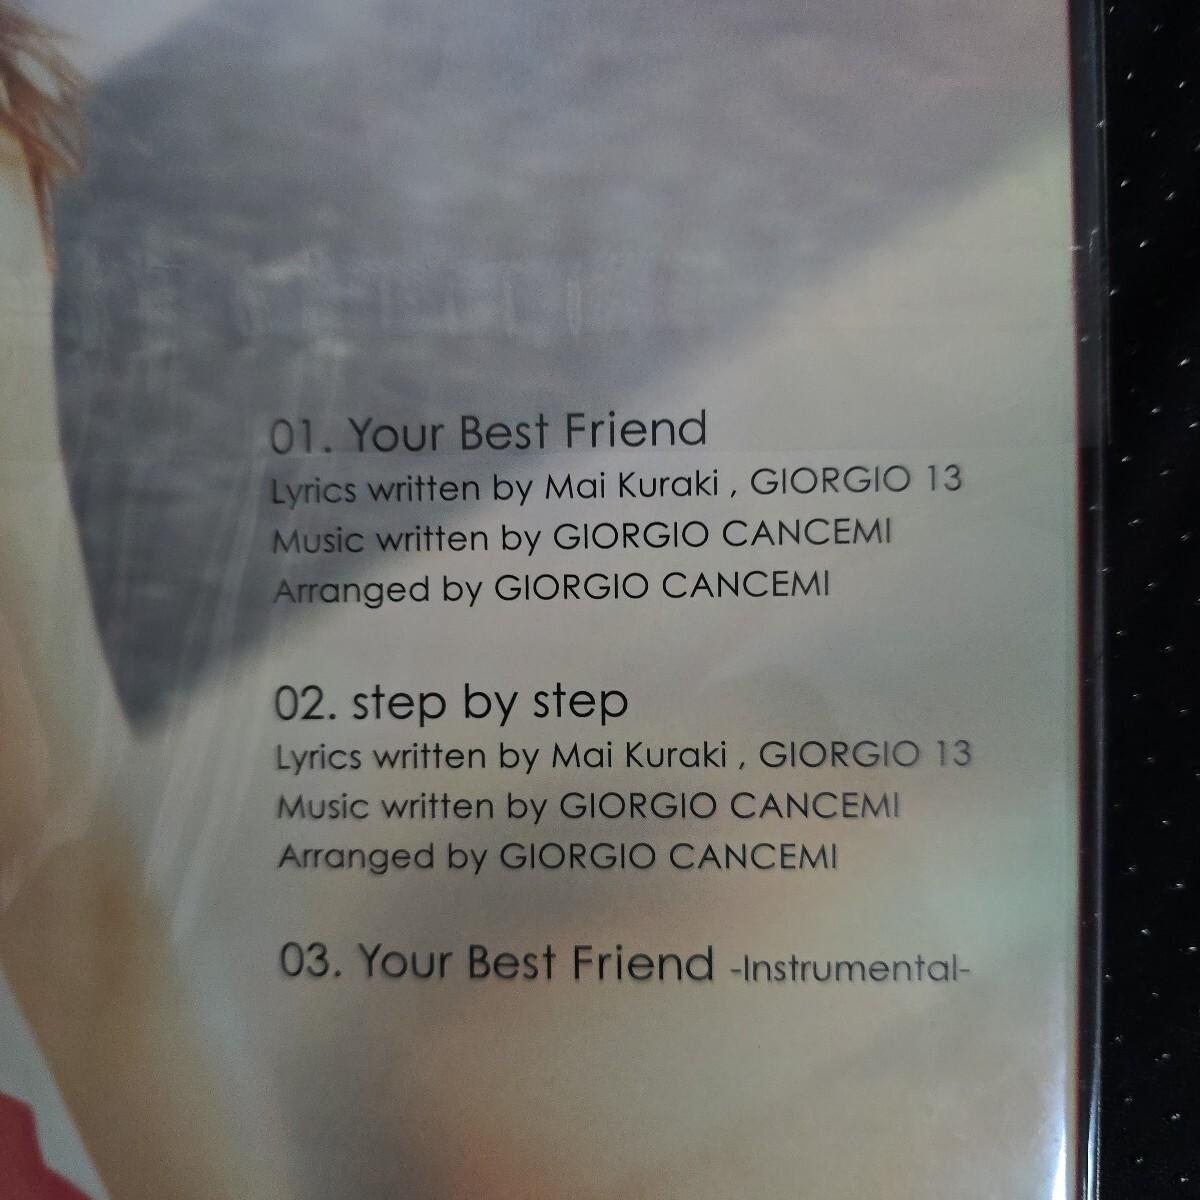 01. Your Best Friend
Lyrics written by Mai Kuraki , GIORGIO 13
Music written by GIORGIO CANCEMI
Arranged by GIORGIO CANCEMI
02. step by step
Lyrics written by Mai Kuraki , GIORGIO 13
Music written by GIORGIO CANCEMI
Arranged by GIORGIO CANCEMI
03. Your Best Friend -Instrumental-